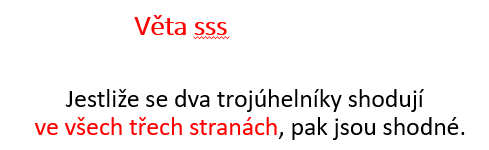 Věta sss
Jestliže se dva trojúhelníky shodují
ve všech třech stranách, pak jsou shodné.